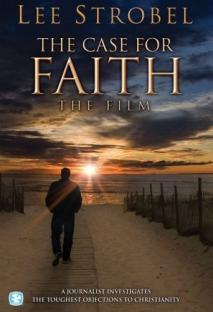 LEE STROBEL
THE CASE FOR
FAITH
THE FILM
A JOURNALIST INVESTIGATES
THE TOUGHEST OBJECTIONS TO CHRISTIANITY